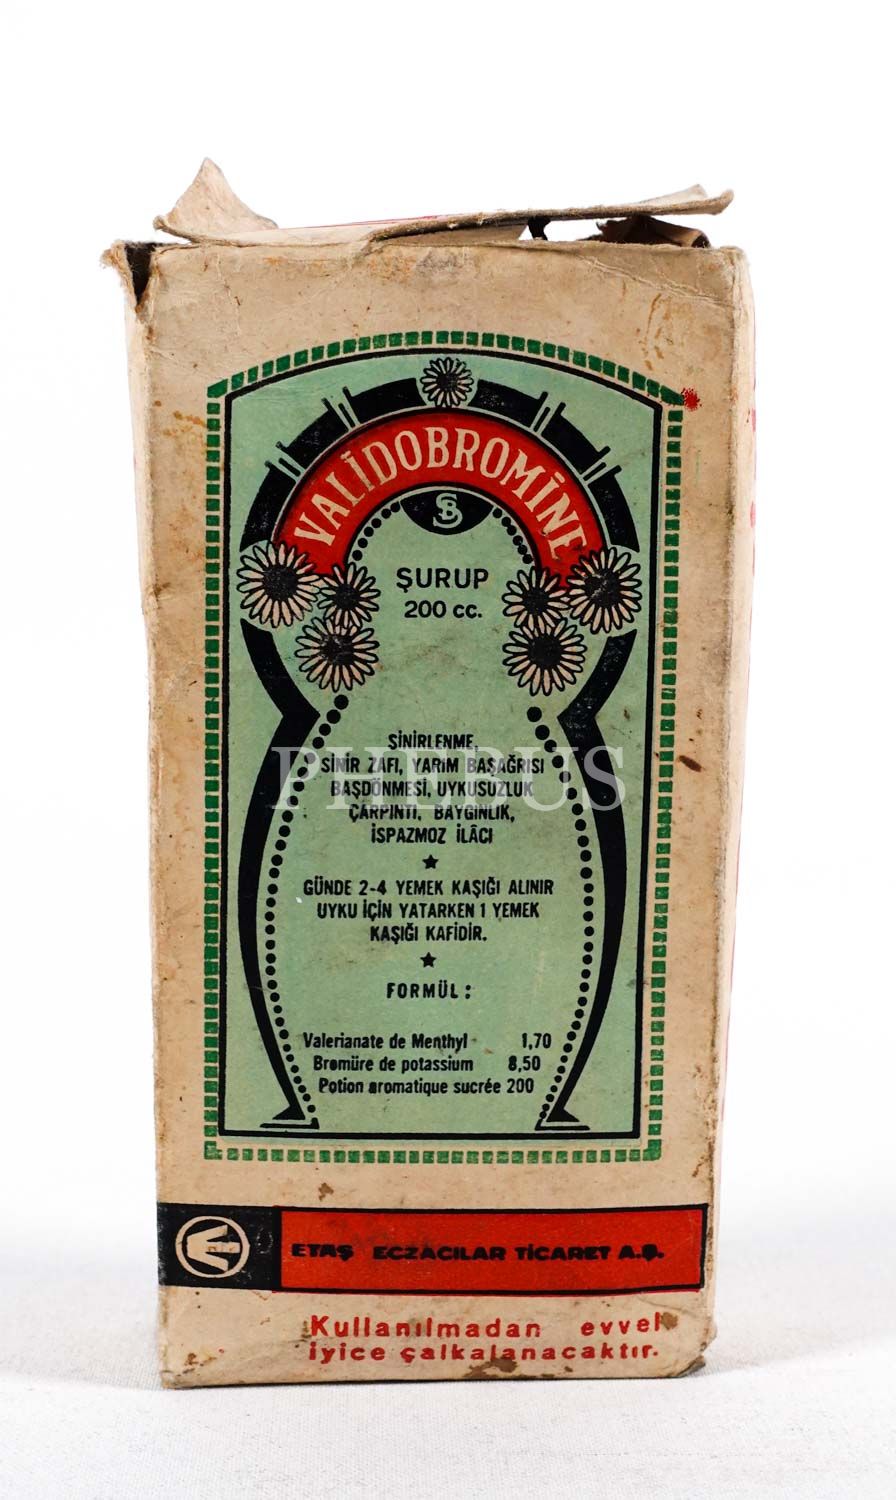 VALİDOBROMİNE
SB
ŞURUP
200 cc.
SİNİRLENME,
SİNİR ZAFI, YARIM BAŞAĞRISI
BAŞDÖNMESİ, UYKUSUZLUK
ÇARPINTI, BAYGINLIK,
İSPAZMOZ İLÂCI
PHEBUS
GÜNDE 2-4 YEMEK KAŞIĞI ALINIR
UYKU İÇİN YATARKEN 1 YEMEK
KAŞIĞI KAFİDİR.
FORMÜL :
Valerianate de Menthyl 1,70
Bromüre de potassium 8,50
Potion aromatique sucrée 200
ETAŞ ECZACILAR TİCARET A.Ş.
Kullanılmadan evvel
iyice çalkalanacaktır.